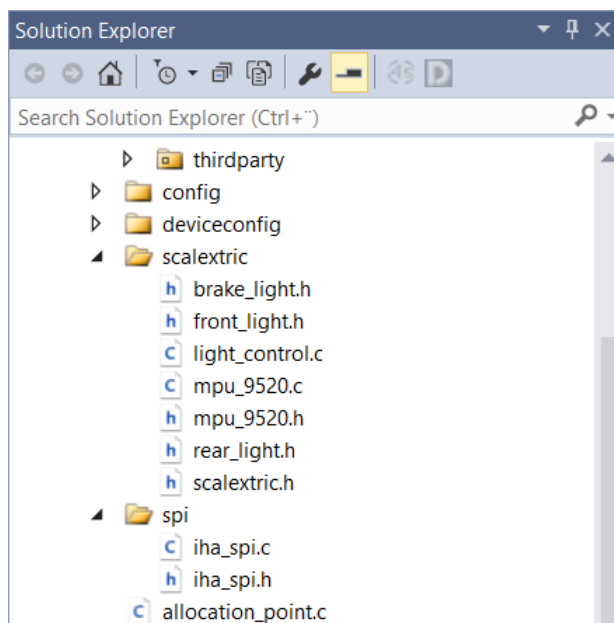 Solution Explorer
Search Solution Explorer (Ctrl+¨)
thirdparty
config
deviceconfig
scalextric
h brake_light.h
h front_light.h
C light_control.c
C mpu_9520.c
h mpu_9520.h
h rear_light.h
h scalextric.h
spi
C iha_spi.c
h iha_spi.h
C allocation_point.c